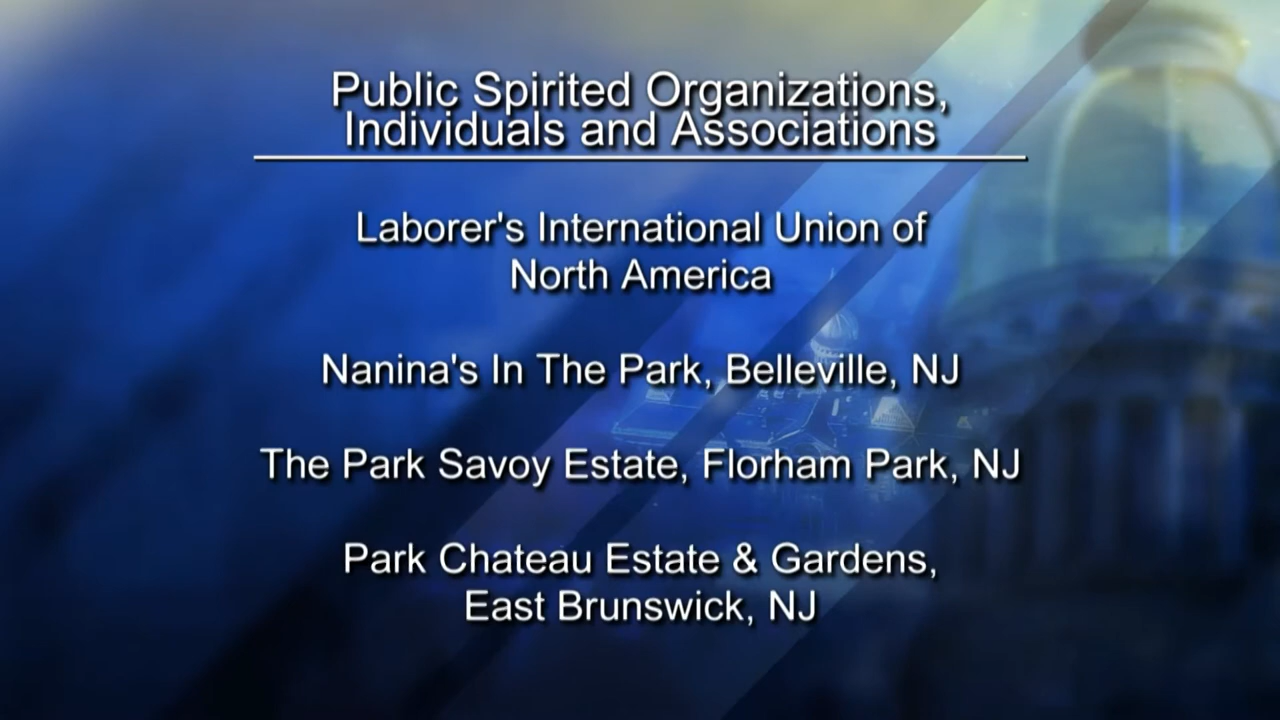 Public Spirited Organizations,
Individuals and Associations
Laborer's International Union of
North America
Nanina's In The Park, Belleville, NJ
The Park Savoy Estate, Florham Park, NJ
Park Chateau Estate & Gardens,
East Brunswick, NJ